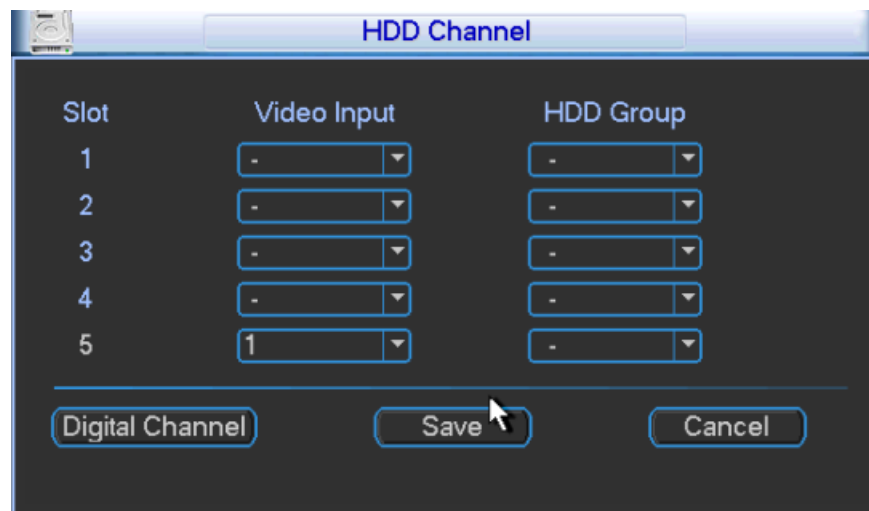 HDD Channel
Slot Video Input HDD Group
1 - -
2 - -
3 - -
4 - -
5 1 -
Digital Channel Save Cancel